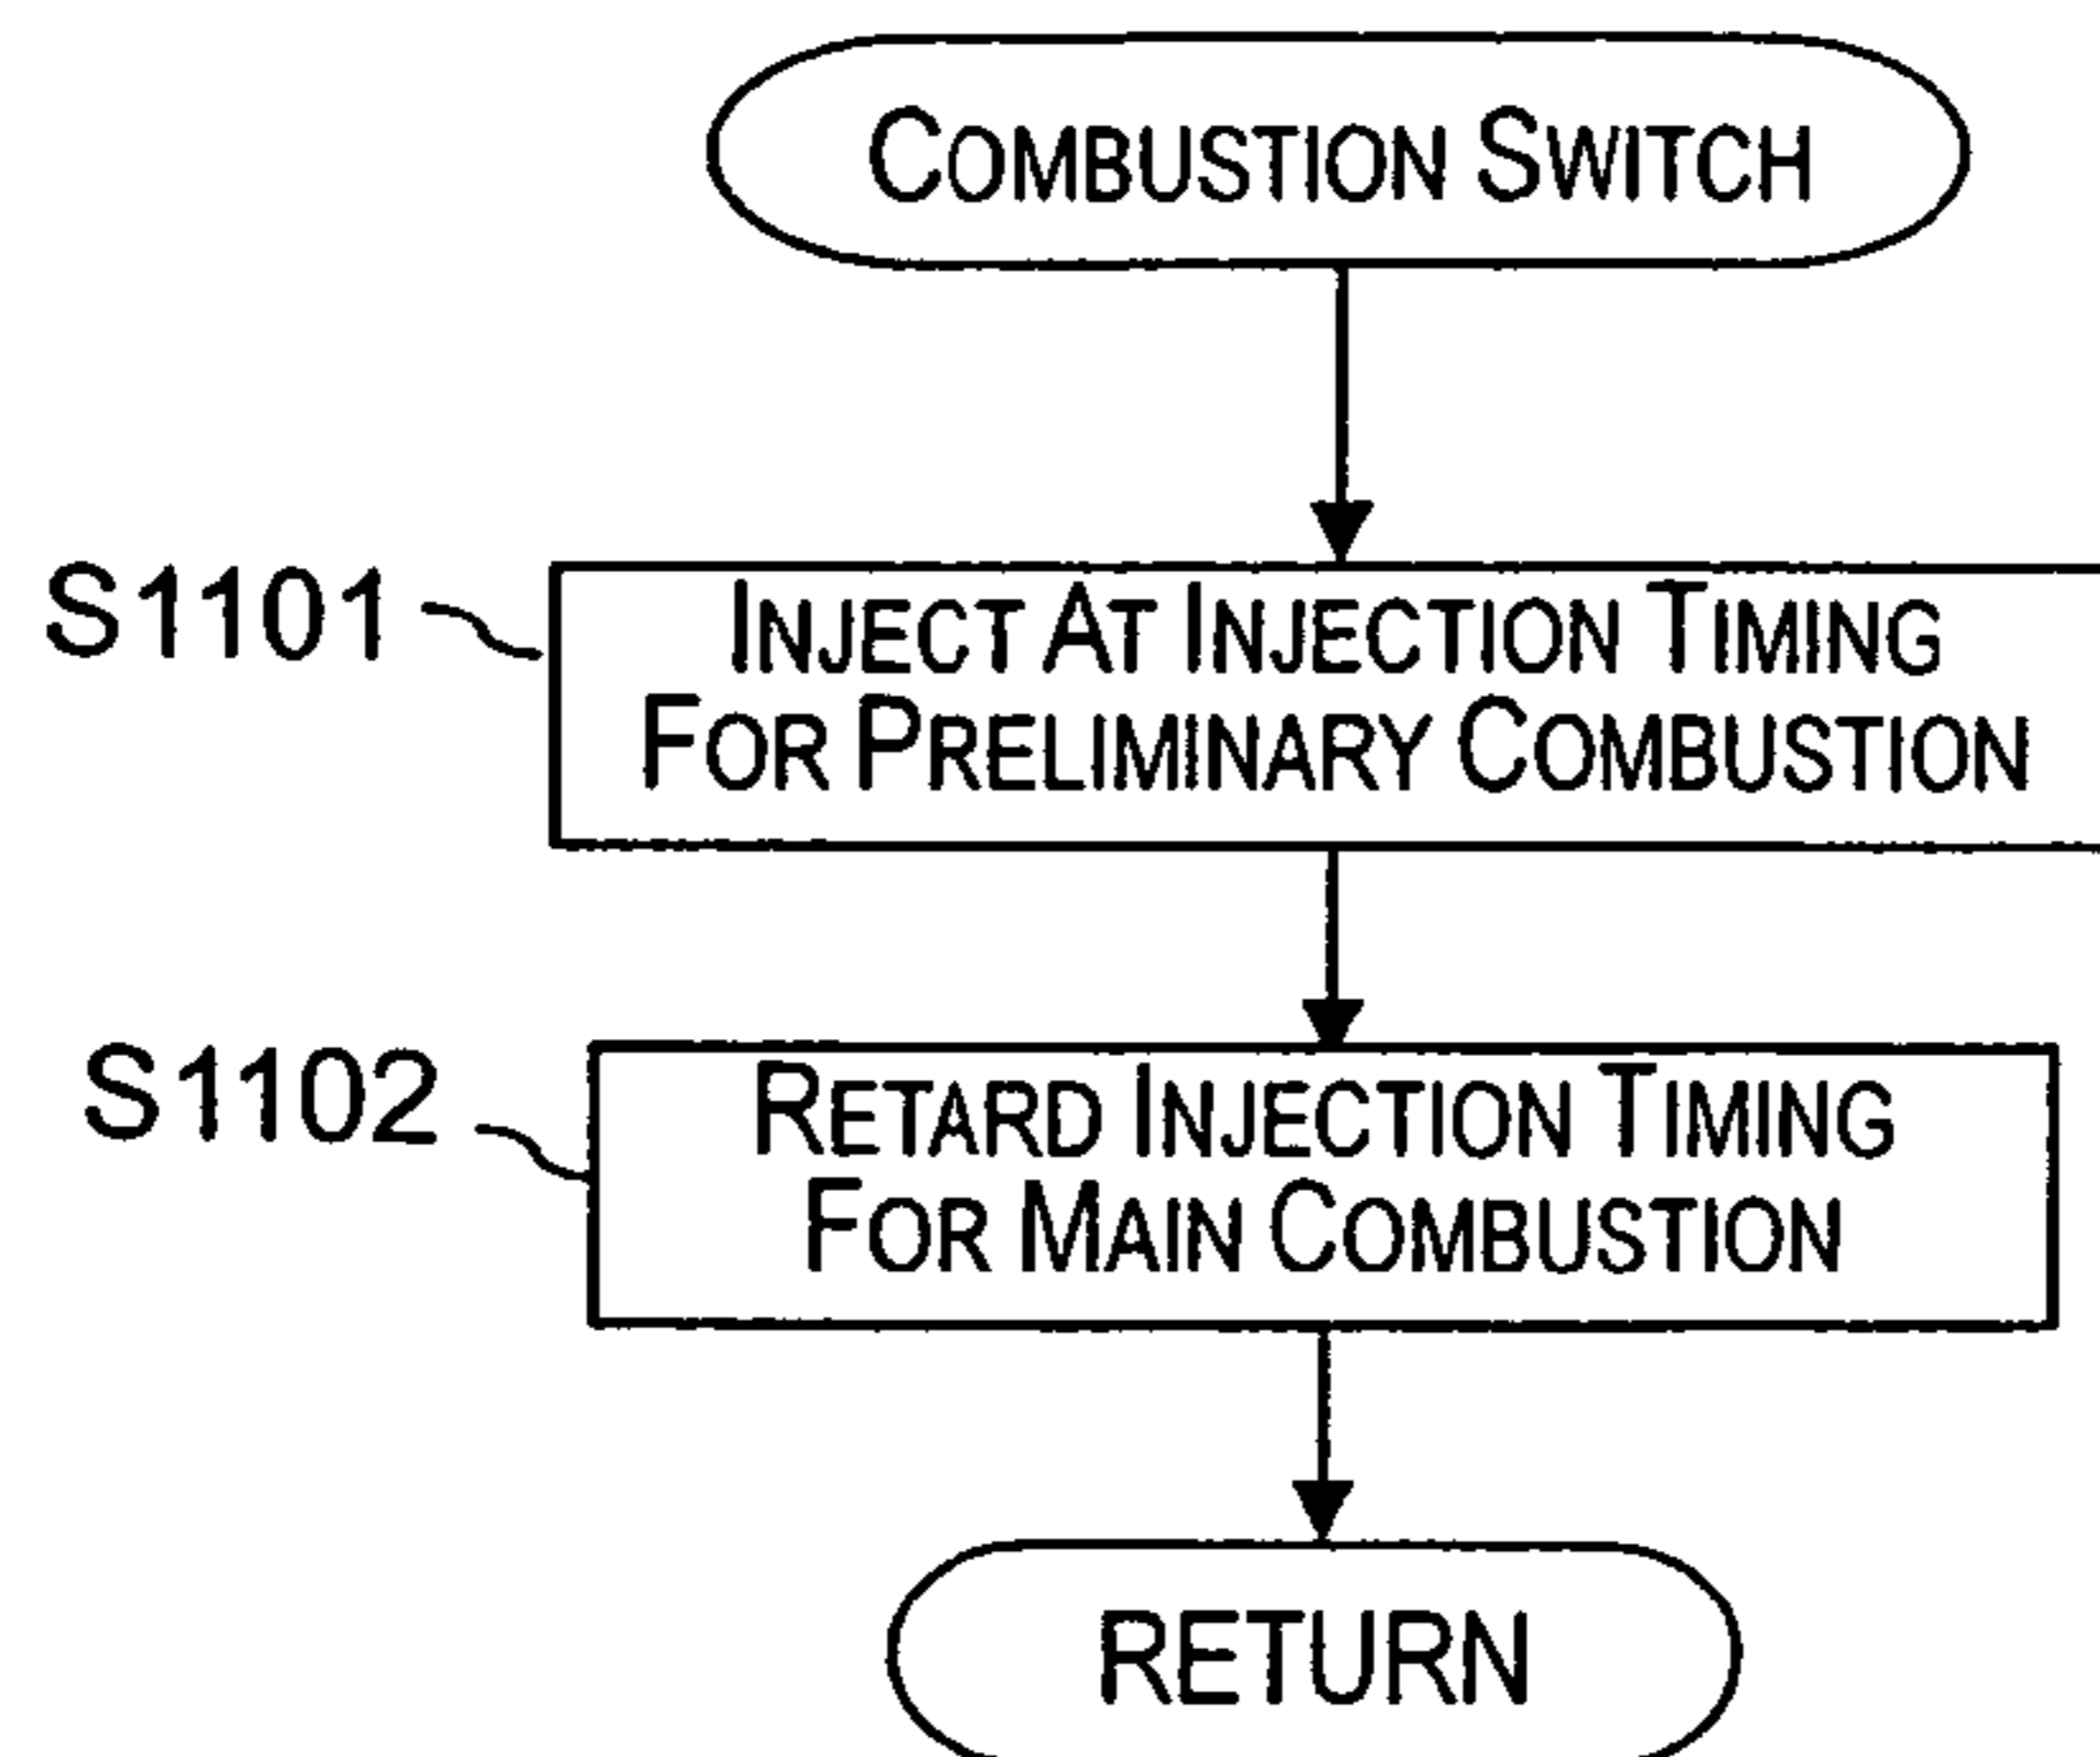 COMBUSTION SWITCH
S1101
INJECT AT INJECTION TIMING
FOR PRELIMINARY COMBUSTION
S1102
RETARD INJECTION TIMING
FOR MAIN COMBUSTION
RETURN